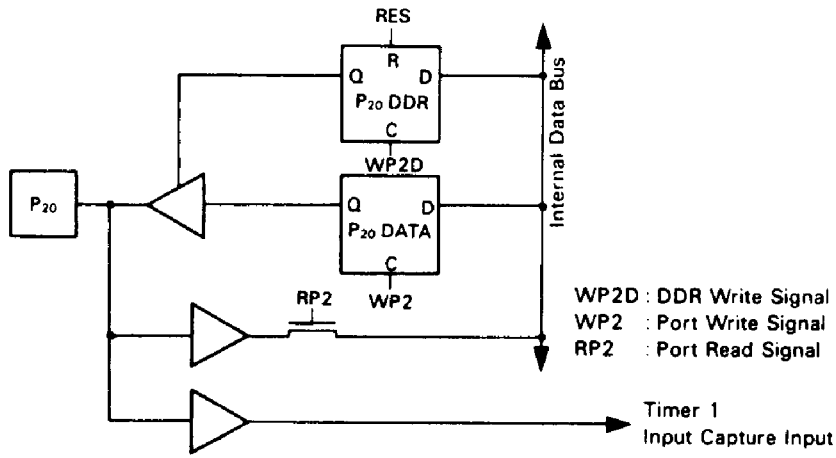 RES
R
Q D
P₂₀ DDR
C
WP2D
P₂₀
Q D
P₂₀ DATA
C
WP2
RP2
Internal Data Bus
WP2D : DDR Write Signal
WP2 : Port Write Signal
RP2 : Port Read Signal
Timer 1
Input Capture Input